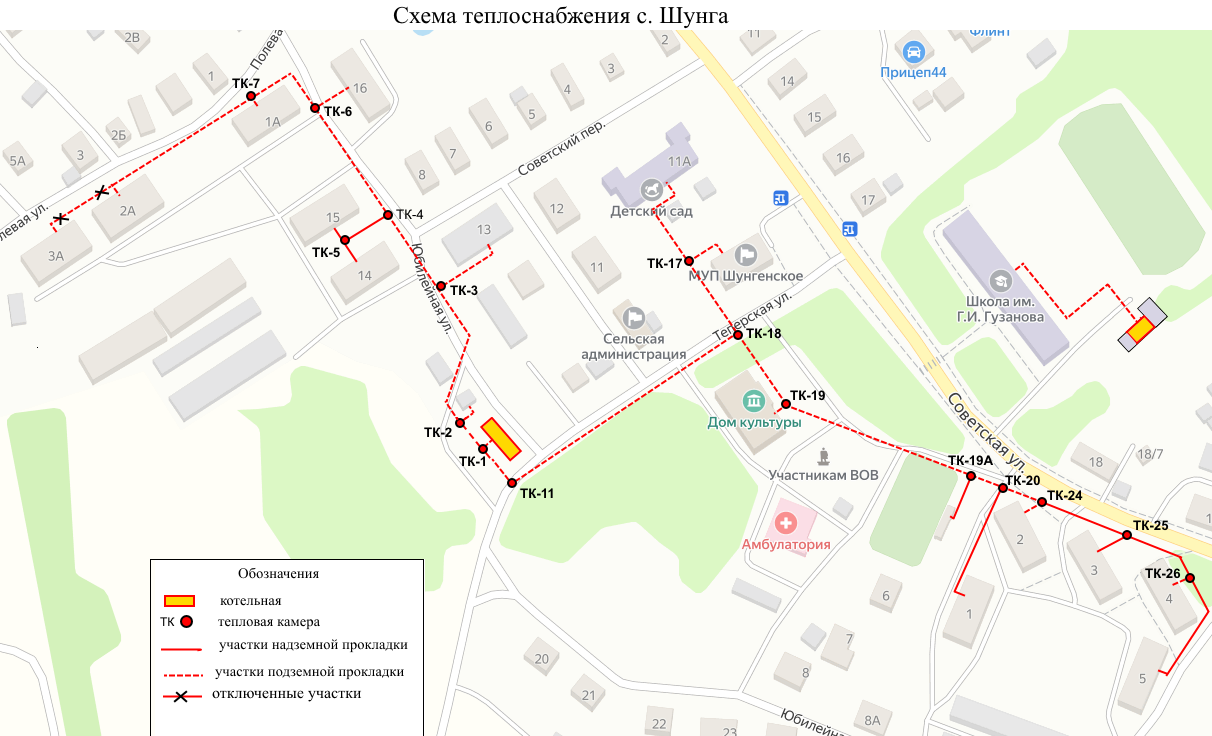 Схема теплоснабжения с. Шунга
2В
Полева
11
2
Флинт
Прицеп44
3
14
1
16
4
ТК-7
ТК-6
5
15
1А
6
Советский пер.
2Б
7
11А
16
3
5А
8
Детский сад
17
2А
12
15
ТК-4
левая ул.
13
ТК-5
Юбилейная ул.
3А
14
11
ТК-17
МУП Шунгенское
ТК-3
Школа им.
Г.И. Гузанова
Теперская ул.
ТК-18
Сельская
администрация
ТК-19
Советская ул.
Дом культуры
ТК-2
ТК-1
18
18/7
ТК-19А
Участникам ВОВ
ТК-20
ТК-11
ТК-24
1
ТК-25
2
Амбулатория
3
ТК-26
4
6
1
Обозначения
котельная
ТК
тепловая камера
участки надземной прокладки
участки подземной прокладки
отключенные участки
7
20
8
5
21
22
23
8А
Юбилейн